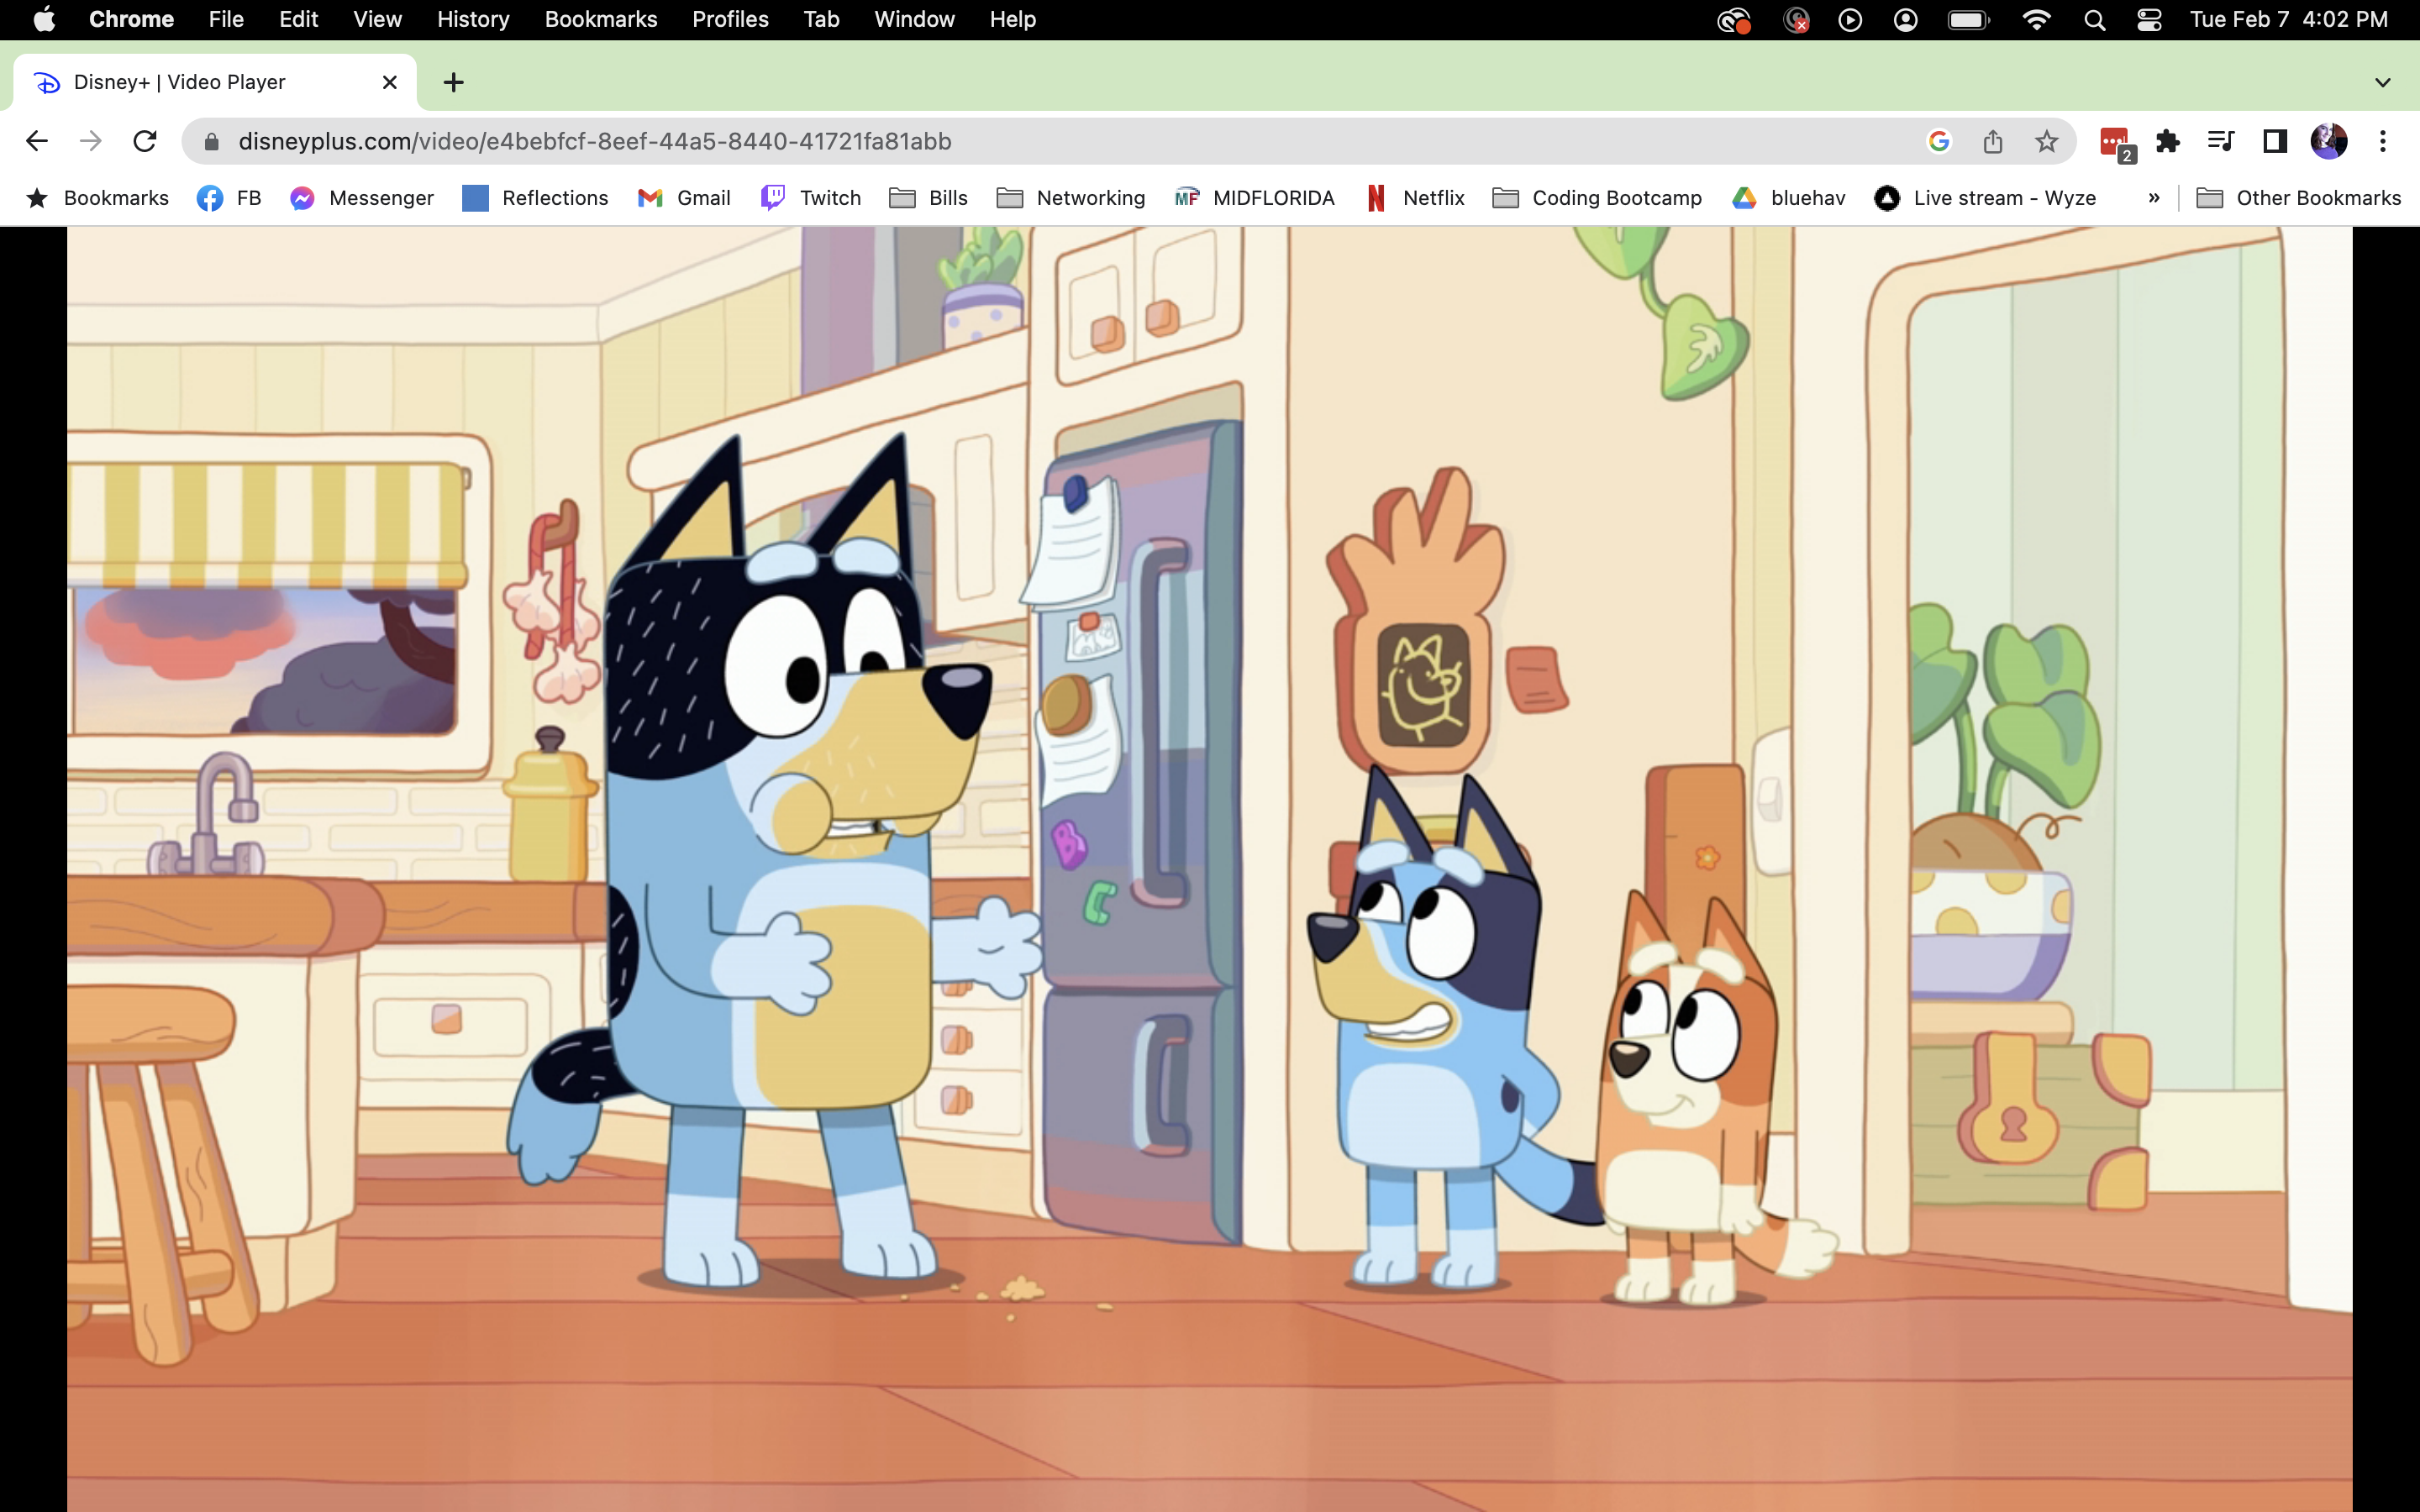 Chrome File Edit View History Bookmarks Profiles Tab Window Help Tue Feb 7 4:02 PM
Disney+ | Video Player
disneyplus.com/video/e4bebfcf-8eef-44a5-8440-41721fa81abb
2
Bookmarks FB Messenger Reflections Gmail Twitch Bills Networking MF MIDFLORIDA Netflix Coding Bootcamp bluehav Live stream - Wyze » Other Bookmarks
B
C